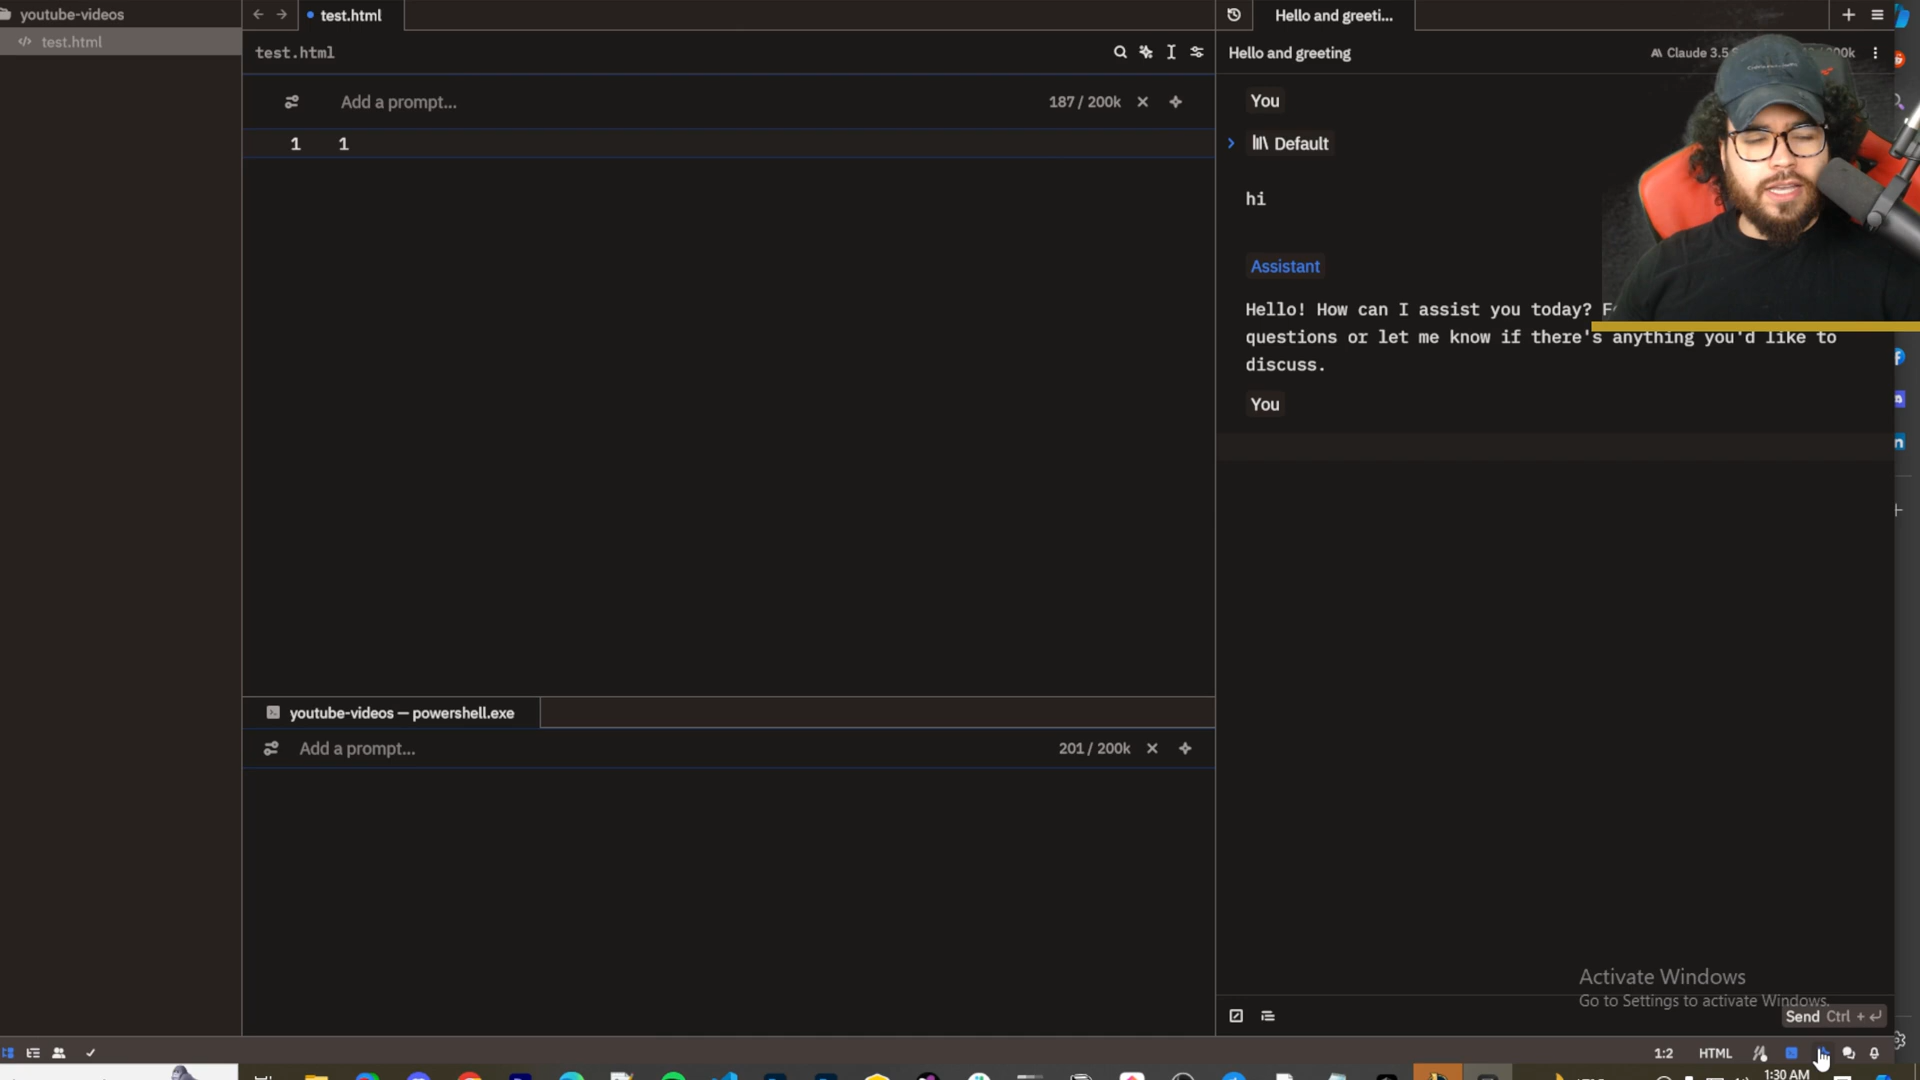 youtube-videos
test.html
test.html
test.html
Add a prompt...
187 / 200k
1 1
youtube-videos — powershell.exe
Add a prompt...
201 / 200k
Hello and greeti...
Hello and greeting
Claude 3.5
You
Default
hi
Assistant
Hello! How can I assist you today?
questions or let me know if there's anything you'd like to
discuss.
You
Activate Windows
Go to Settings to activate Windows.
Send Ctrl +
1:2
HTML
1:30 AM